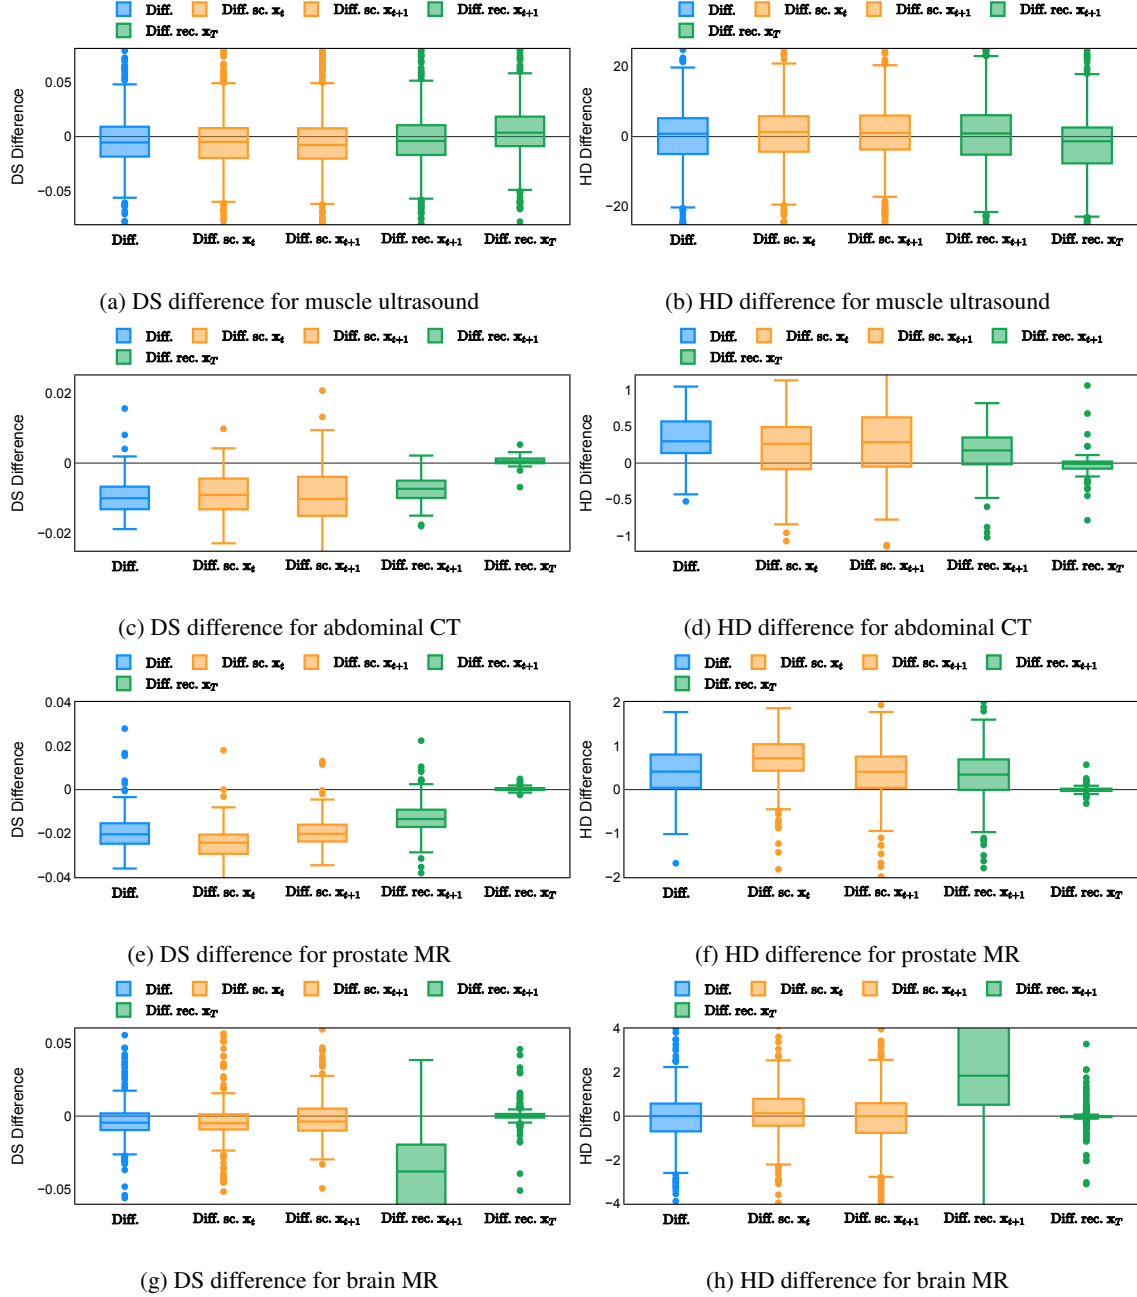 Diff. Diff. sc. x_t Diff. sc. x_{t+1} Diff. rec. x_{t+1}
Diff. rec. x_T
DS Difference
0.05
0
−0.05
Diff. Diff. sc. x_t Diff. sc. x_{t+1} Diff. rec. x_{t+1} Diff. rec. x_T
(a) DS difference for muscle ultrasound
Diff. Diff. sc. x_t Diff. sc. x_{t+1} Diff. rec. x_{t+1}
Diff. rec. x_T
HD Difference
20
0
−20
Diff. Diff. sc. x_t Diff. sc. x_{t+1} Diff. rec. x_{t+1} Diff. rec. x_T
(b) HD difference for muscle ultrasound
Diff. Diff. sc. x_t Diff. sc. x_{t+1} Diff. rec. x_{t+1}
Diff. rec. x_T
DS Difference
0.02
0
−0.02
Diff. Diff. sc. x_t Diff. sc. x_{t+1} Diff. rec. x_{t+1} Diff. rec. x_T
(c) DS difference for abdominal CT
Diff. Diff. sc. x_t Diff. sc. x_{t+1} Diff. rec. x_{t+1}
Diff. rec. x_T
HD Difference
1
0.5
0
−0.5
−1
Diff. Diff. sc. x_t Diff. sc. x_{t+1} Diff. rec. x_{t+1} Diff. rec. x_T
(d) HD difference for abdominal CT
Diff. Diff. sc. x_t Diff. sc. x_{t+1} Diff. rec. x_{t+1}
Diff. rec. x_T
DS Difference
0.04
0.02
0
−0.02
−0.04
Diff. Diff. sc. x_t Diff. sc. x_{t+1} Diff. rec. x_{t+1} Diff. rec. x_T
(e) DS difference for prostate MR
Diff. Diff. sc. x_t Diff. sc. x_{t+1} Diff. rec. x_{t+1}
Diff. rec. x_T
HD Difference
2
1
0
−1
−2
Diff. Diff. sc. x_t Diff. sc. x_{t+1} Diff. rec. x_{t+1} Diff. rec. x_T
(f) HD difference for prostate MR
Diff. Diff. sc. x_t Diff. sc. x_{t+1} Diff. rec. x_{t+1}
Diff. rec. x_T
DS Difference
0.05
0
−0.05
Diff. Diff. sc. x_t Diff. sc. x_{t+1} Diff. rec. x_{t+1} Diff. rec. x_T
(g) DS difference for brain MR
Diff. Diff. sc. x_t Diff. sc. x_{t+1} Diff. rec. x_{t+1}
Diff. rec. x_T
HD Difference
4
2
0
−2
−4
Diff. Diff. sc. x_t Diff. sc. x_{t+1} Diff. rec. x_{t+1} Diff. rec. x_T
(h) HD difference for brain MR